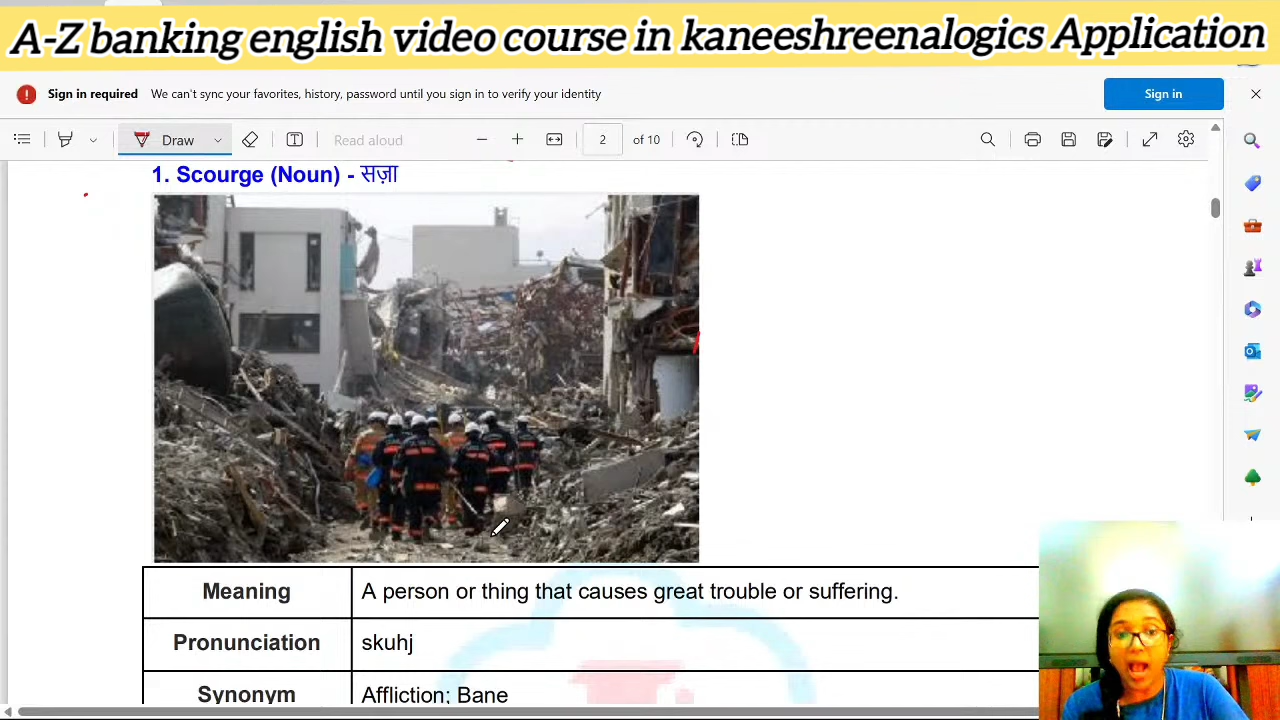 A-Z banking english video course in kaneeshreenalogics Application
Sign in required We can't sync your favorites, history, password until you sign in to verify your identity
Sign in
Draw
Read aloud
2 of 10
1. Scourge (Noun) - सज़ा
Meaning A person or thing that causes great trouble or suffering.
Pronunciation skuhj
Synonym Affliction; Bane